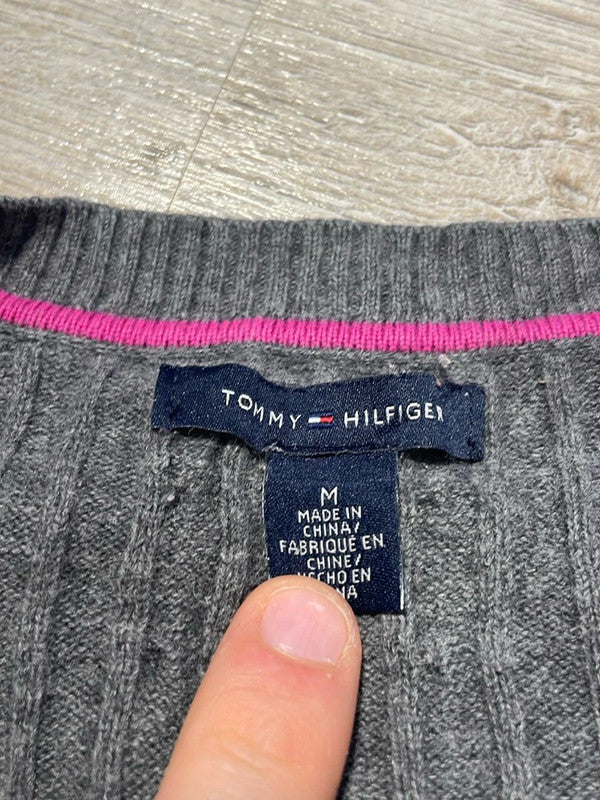 TOMMY HILFIGER
M
MADE IN
CHINA/
FABRIQUÉ EN
CHINE/
HECHO EN